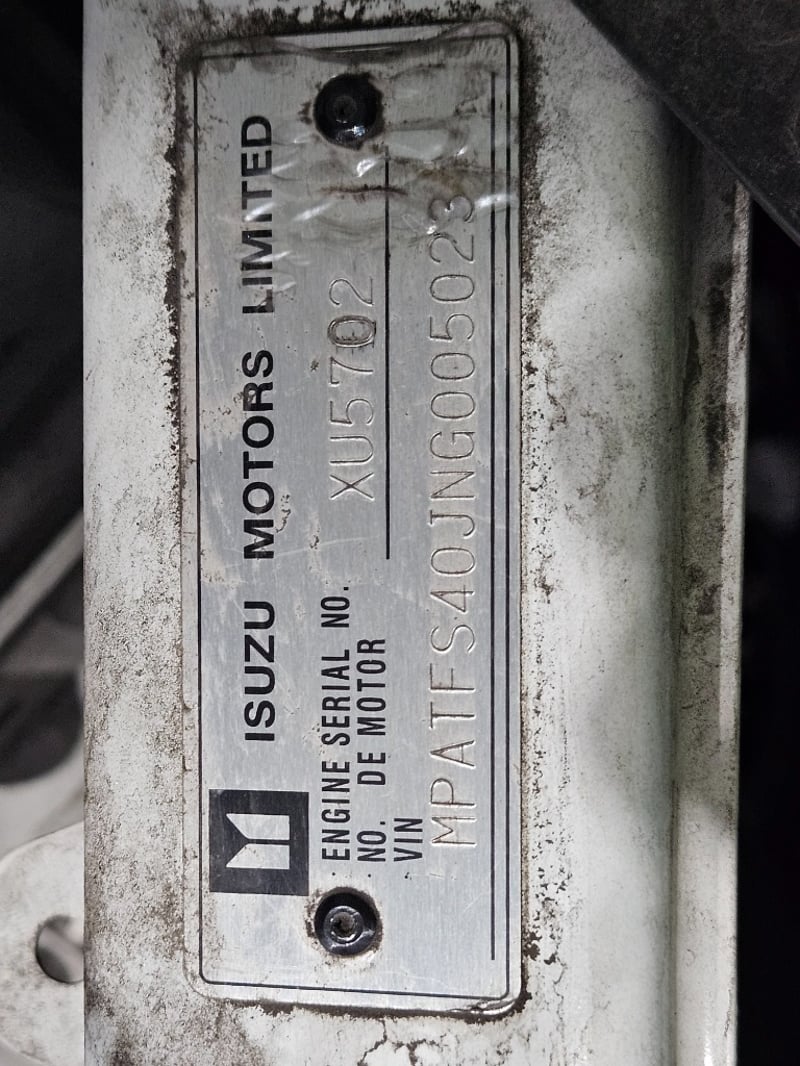 ISUZU MOTORS LIMITED
ENGINE SERIAL NO.
NO. DE MOTOR
XU5702
VIN
MPATFS40JNG005023